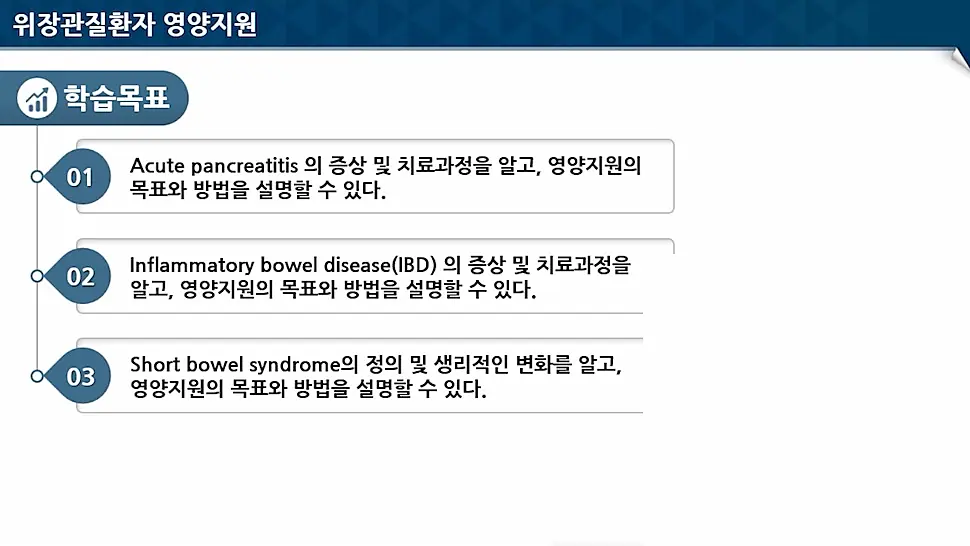 위장관질환자 영양지원
학습목표
01
Acute pancreatitis 의 증상 및 치료과정을 알고, 영양지원의
목표와 방법을 설명할 수 있다.
02
Inflammatory bowel disease(IBD) 의 증상 및 치료과정을
알고, 영양지원의 목표와 방법을 설명할 수 있다.
03
Short bowel syndrome의 정의 및 생리적인 변화를 알고,
영양지원의 목표와 방법을 설명할 수 있다.